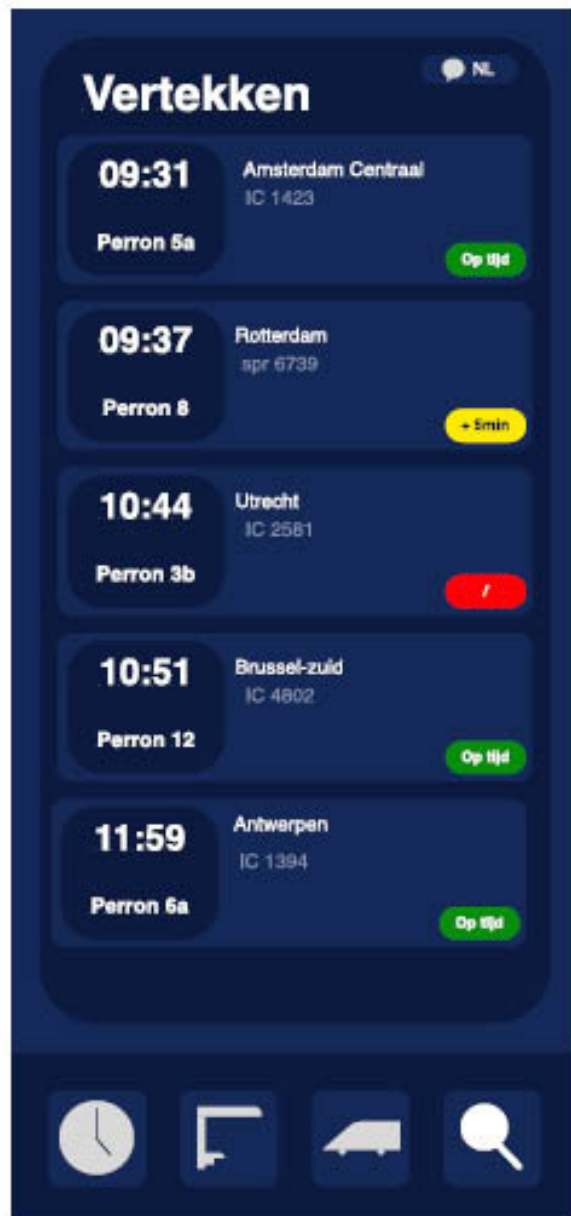 NL
Vertekken
09:31
Amsterdam Centraal
IC 1423
Perron 5a
Op tijd
09:37
Rotterdam
spr 6739
Perron 8
+ 5min
10:44
Utrecht
IC 2581
Perron 3b
/
10:51
Brussel-zuid
IC 4802
Perron 12
Op tijd
11:59
Antwerpen
IC 1394
Perron 6a
Op tijd